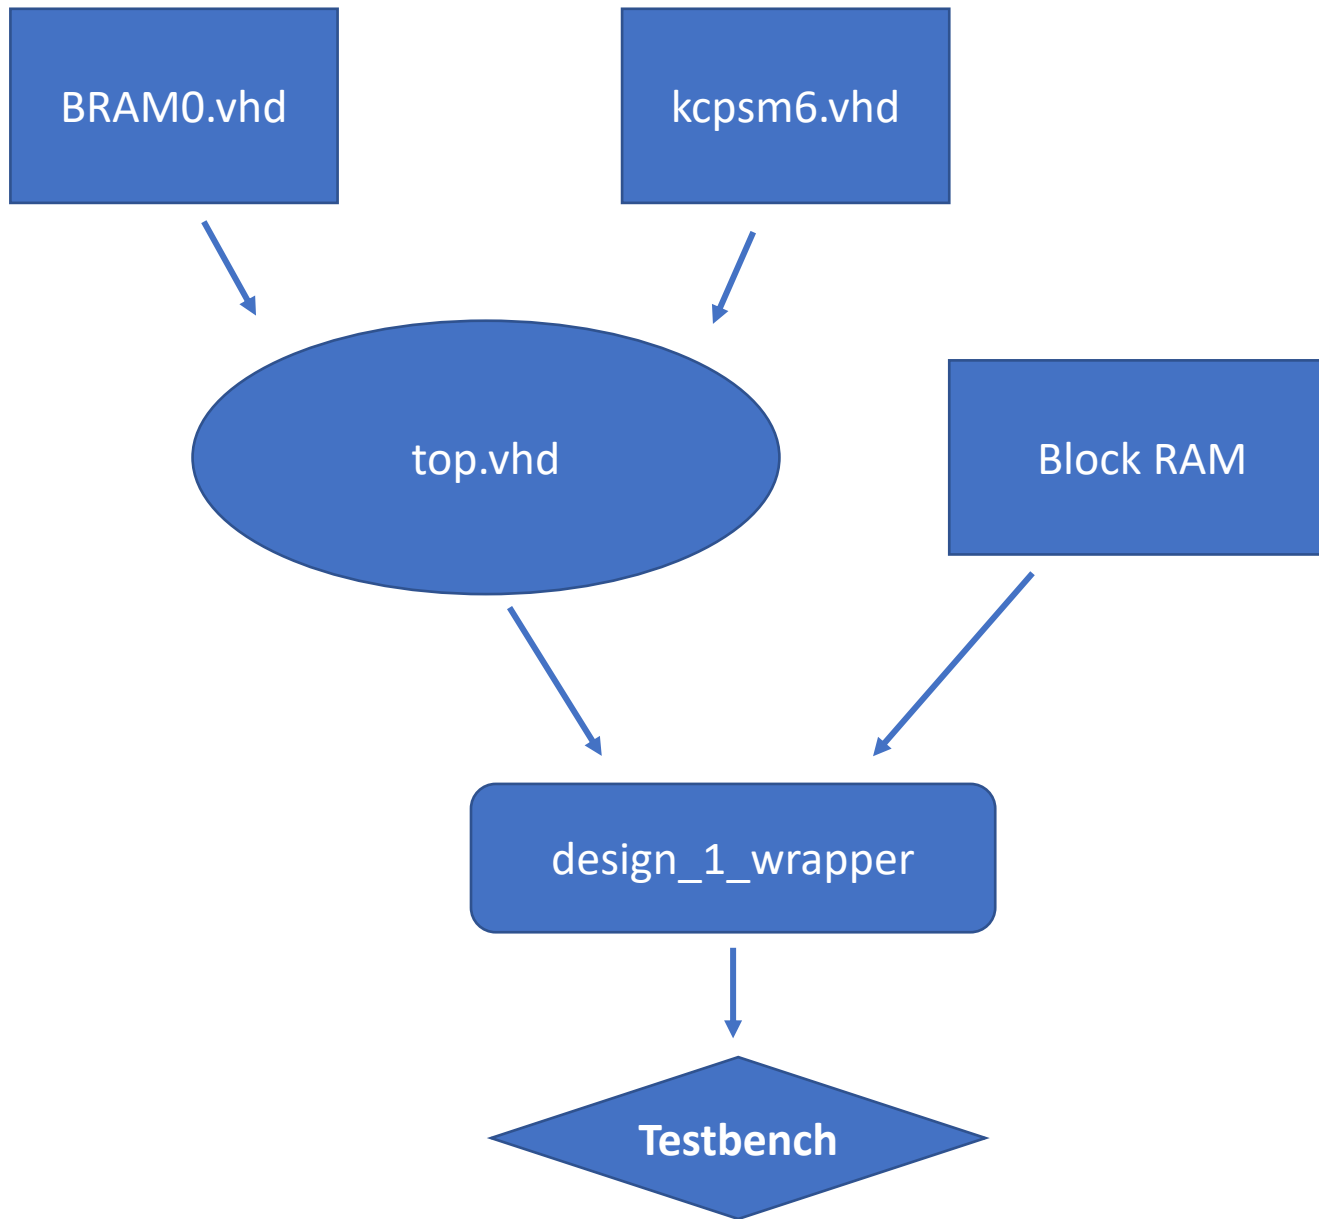 BRAM0.vhd
kcpsm6.vhd
top.vhd
Block RAM
design_1_wrapper
Testbench